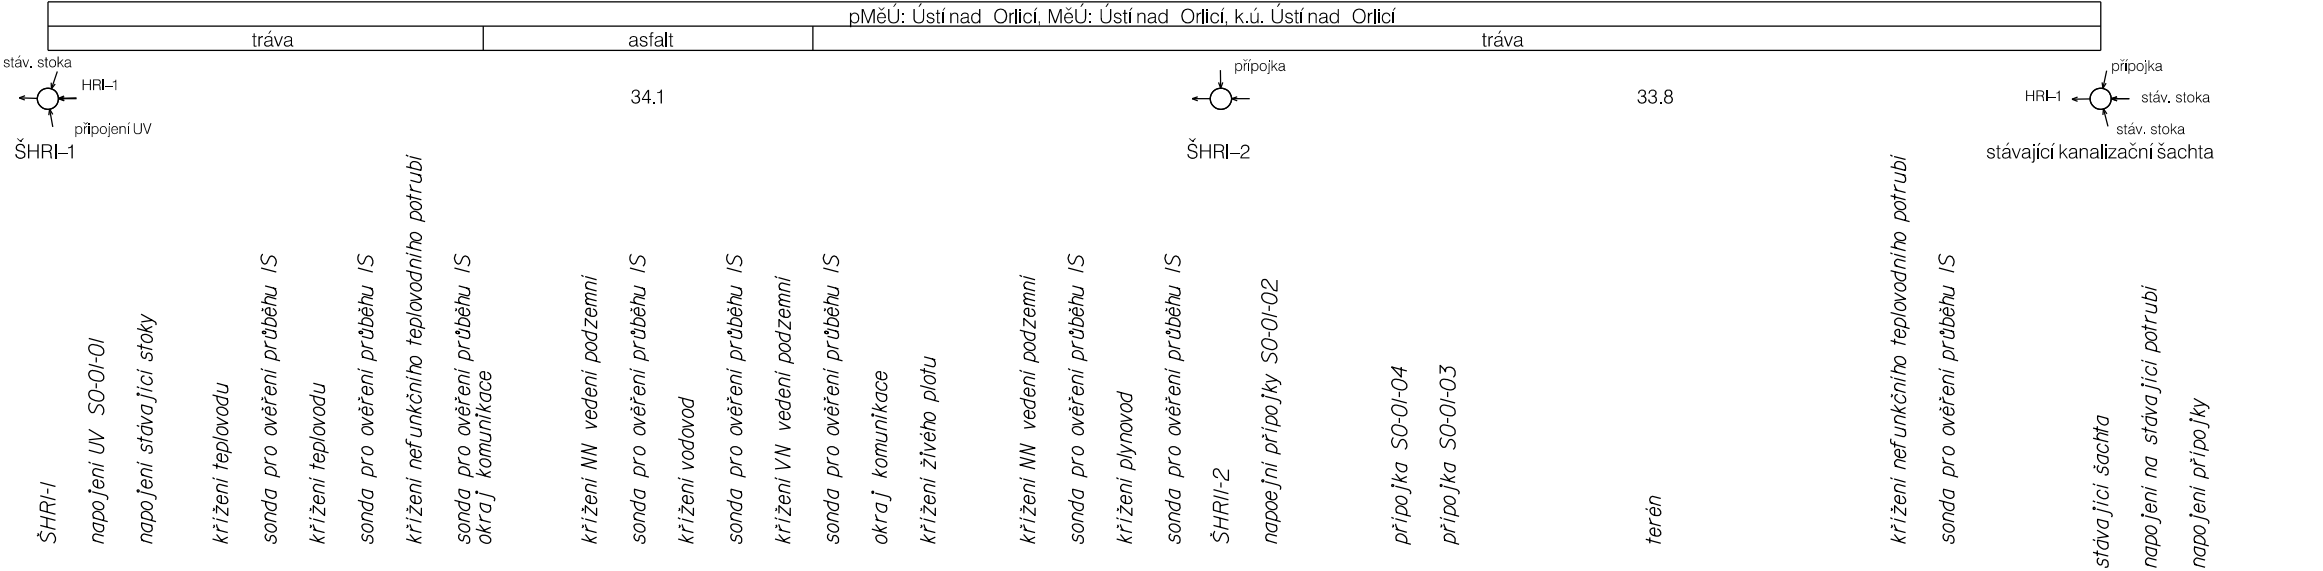 pMěÚ: Ústí nad Orlicí, MěÚ: Ústí nad Orlicí, k.ú. Ústí nad Orlicí
tráva
asfalt
tráva
stáv. stoka
HRI–1
připojení UV
ŠHRI–1
34.1
přípojka
ŠHRI–2
33.8
přípojka
HRI–1
stáv. stoka
stáv. stoka
stávající kanalizační šachta
ŠHRI-1
napojení UV SO-01-01
napojení stávající stoky
křížení teplovodu
sonda pro ověření průběhu IS
křížení teplovodu
sonda pro ověření průběhu IS
křížení nefunkčního teplovodního potrubí
sonda pro ověření průběhu IS
okraj komunikace
křížení NN vedení podzemní
sonda pro ověření průběhu IS
křížení vodovod
sonda pro ověření průběhu IS
křížení VN vedení podzemní
sonda pro ověření průběhu IS
okraj komunikace
křížení živého plotu
křížení NN vedení podzemní
sonda pro ověření průběhu IS
křížení plynovod
sonda pro ověření průběhu IS
ŠHRII-2
napoejní přípojky SO-01-02
přípojka SO-01-04
přípojka SO-01-03
terén
křížení nefunkčního teplovodního potrubí
sonda pro ověření průběhu IS
stávající šachta
napojení na stávající potrubí
napojení přípojky